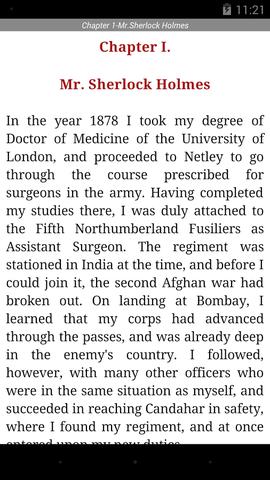 11:21
Chapter 1-Mr.Sherlock Holmes
Chapter I.
Mr. Sherlock Holmes
In the year 1878 I took my degree of
Doctor of Medicine of the University of
London, and proceeded to Netley to go
through the course prescribed for
surgeons in the army. Having completed
my studies there, I was duly attached to
the Fifth Northumberland Fusiliers as
Assistant Surgeon. The regiment was
stationed in India at the time, and before I
could join it, the second Afghan war had
broken out. On landing at Bombay, I
learned that my corps had advanced
through the passes, and was already deep
in the enemy's country. I followed,
however, with many other officers who
were in the same situation as myself, and
succeeded in reaching Candahar in safety,
where I found my regiment, and at once
entered upon my new duties.